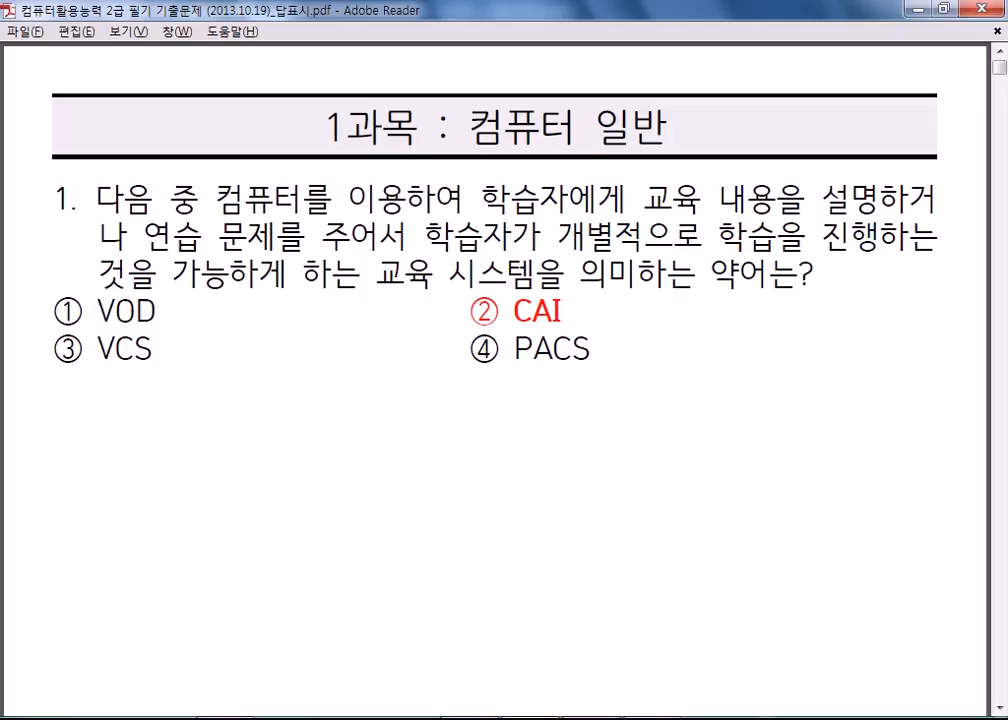 컴퓨터활용능력 2급 필기 기출문제 (2013.10.19)_답표시.pdf - Adobe Reader
파일(F) 편집(E) 보기(V) 창(W) 도움말(H)
1과목 : 컴퓨터 일반
1. 다음 중 컴퓨터를 이용하여 학습자에게 교육 내용을 설명하거
나 연습 문제를 주어서 학습자가 개별적으로 학습을 진행하는
것을 가능하게 하는 교육 시스템을 의미하는 약어는?
① VOD ② CAI
③ VCS ④ PACS